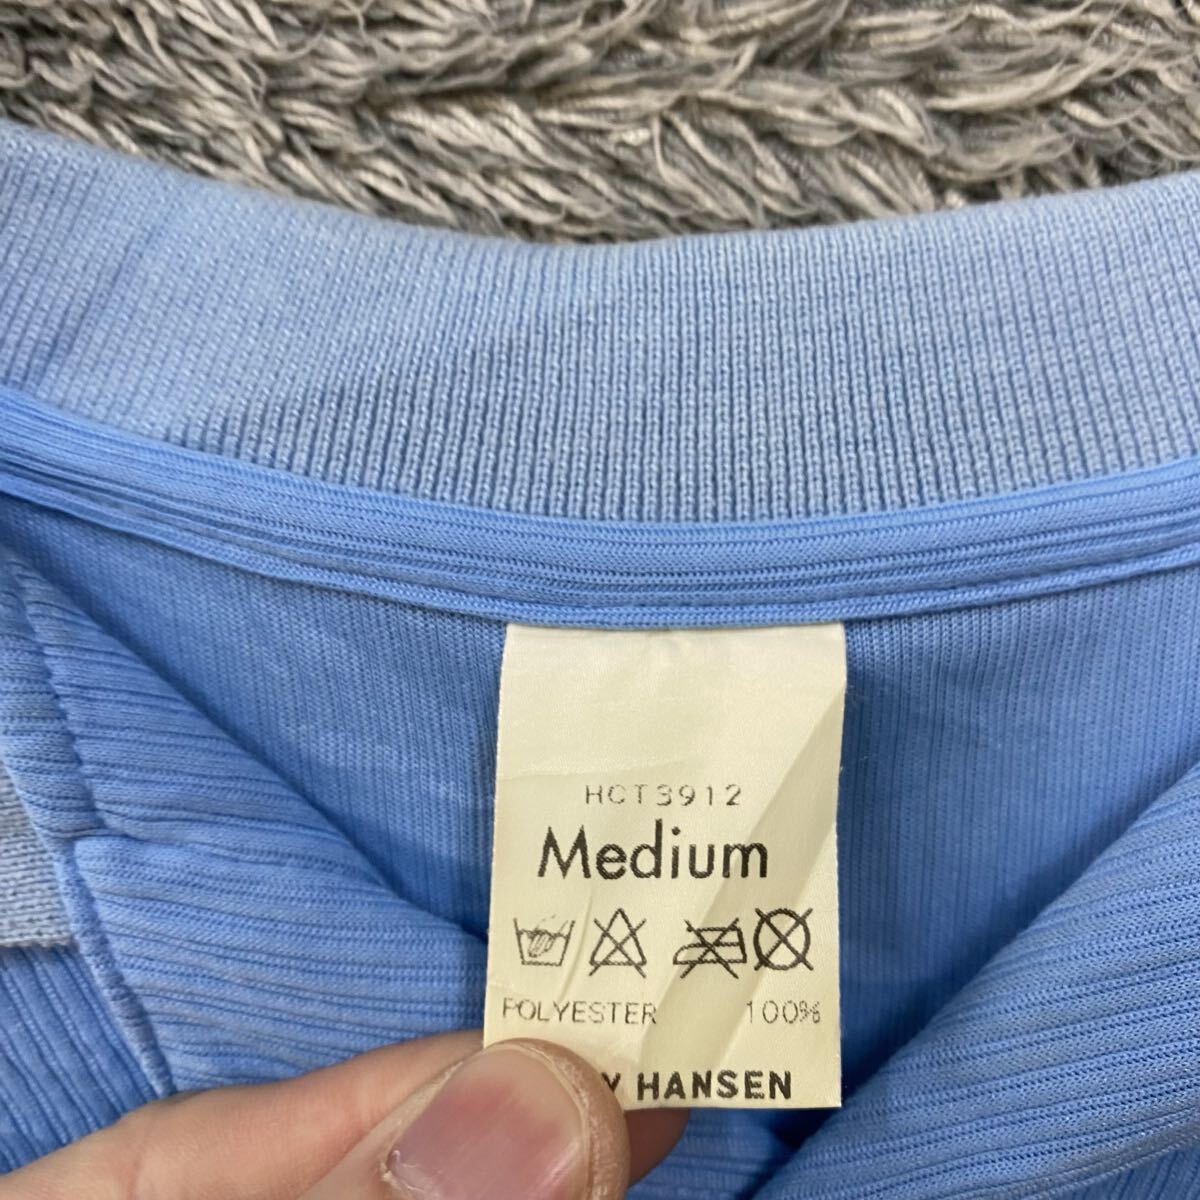 HCT3912
Medium
POLYESTER 100%
Y HANSEN